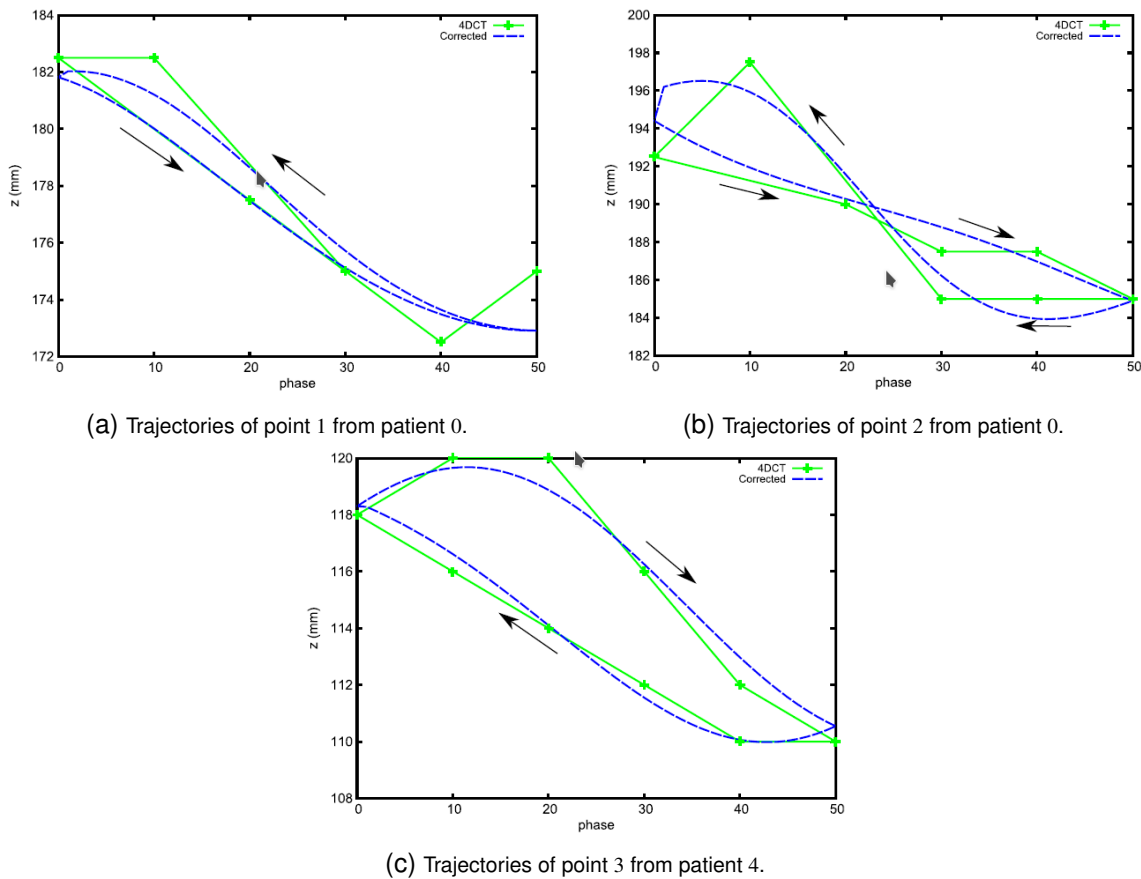 184
182
180
178
176
174
172
z (mm)
0 10 20 30 40 50
phase
4DCT
Corrected
(a) Trajectories of point 1 from patient 0.
200
198
196
194
192
190
188
186
184
182
z (mm)
0 10 20 30 40 50
phase
4DCT
Corrected
(b) Trajectories of point 2 from patient 0.
120
118
116
114
112
110
108
z (mm)
0 10 20 30 40 50
phase
4DCT
Corrected
(c) Trajectories of point 3 from patient 4.